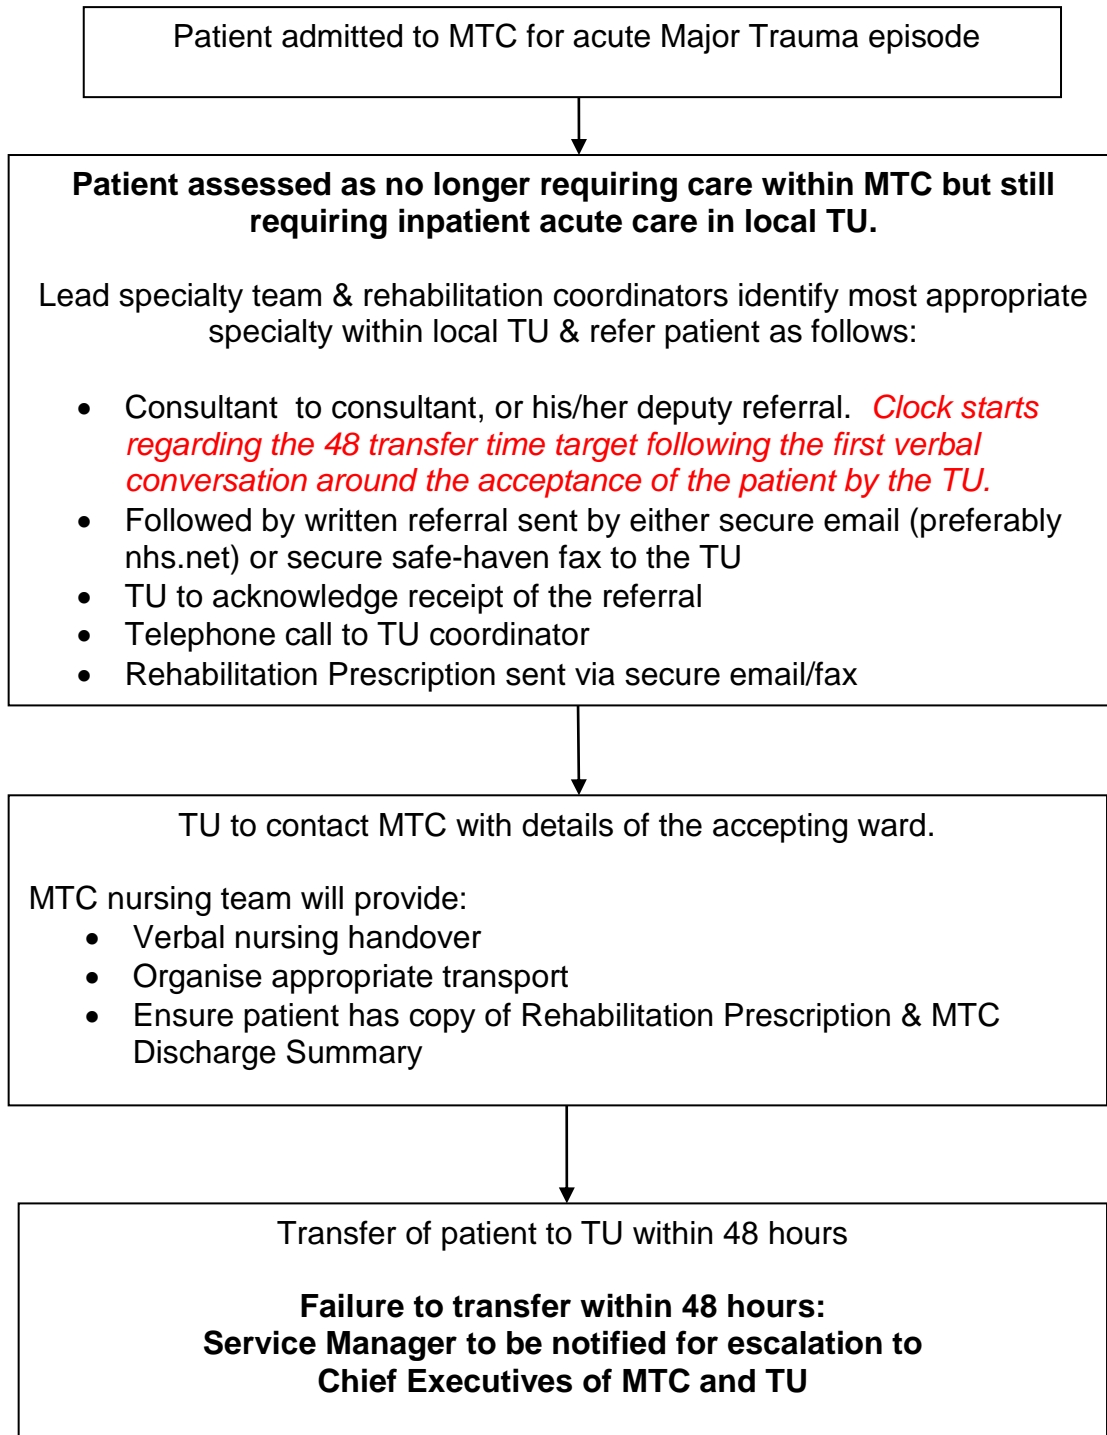 Patient admitted to MTC for acute Major Trauma episode
Patient assessed as no longer requiring care within MTC but still
requiring inpatient acute care in local TU.
Lead specialty team & rehabilitation coordinators identify most appropriate
specialty within local TU & refer patient as follows:
• Consultant  to consultant, or his/her deputy referral.  Clock starts
regarding the 48 transfer time target following the first verbal
conversation around the acceptance of the patient by the TU.
• Followed by written referral sent by either secure email (preferably
nhs.net) or secure safe-haven fax to the TU
• TU to acknowledge receipt of the referral
• Telephone call to TU coordinator
• Rehabilitation Prescription sent via secure email/fax
TU to contact MTC with details of the accepting ward.
MTC nursing team will provide:
• Verbal nursing handover
• Organise appropriate transport
• Ensure patient has copy of Rehabilitation Prescription & MTC
Discharge Summary
Transfer of patient to TU within 48 hours
Failure to transfer within 48 hours:
Service Manager to be notified for escalation to
Chief Executives of MTC and TU